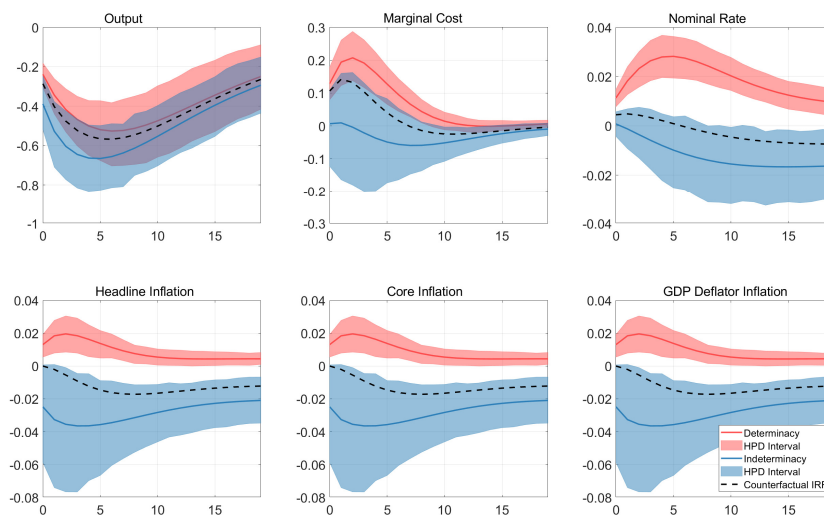 Output
Marginal Cost
Nominal Rate
0
-0.2
-0.4
-0.6
-0.8
-1
0 5 10 15
0.3
0.2
0.1
0
-0.1
-0.2
-0.3
0 5 10 15
0.04
0.02
0
-0.02
-0.04
0 5 10 15
Headline Inflation
Core Inflation
GDP Deflator Inflation
0.04
0.02
0
-0.02
-0.04
-0.06
-0.08
0 5 10 15
0.04
0.02
0
-0.02
-0.04
-0.06
-0.08
0 5 10 15
0.04
0.02
0
-0.02
-0.04
-0.06
-0.08
0 5 10 15
Determinacy
HPD Interval
Indeterminacy
HPD Interval
Counterfactual IRF